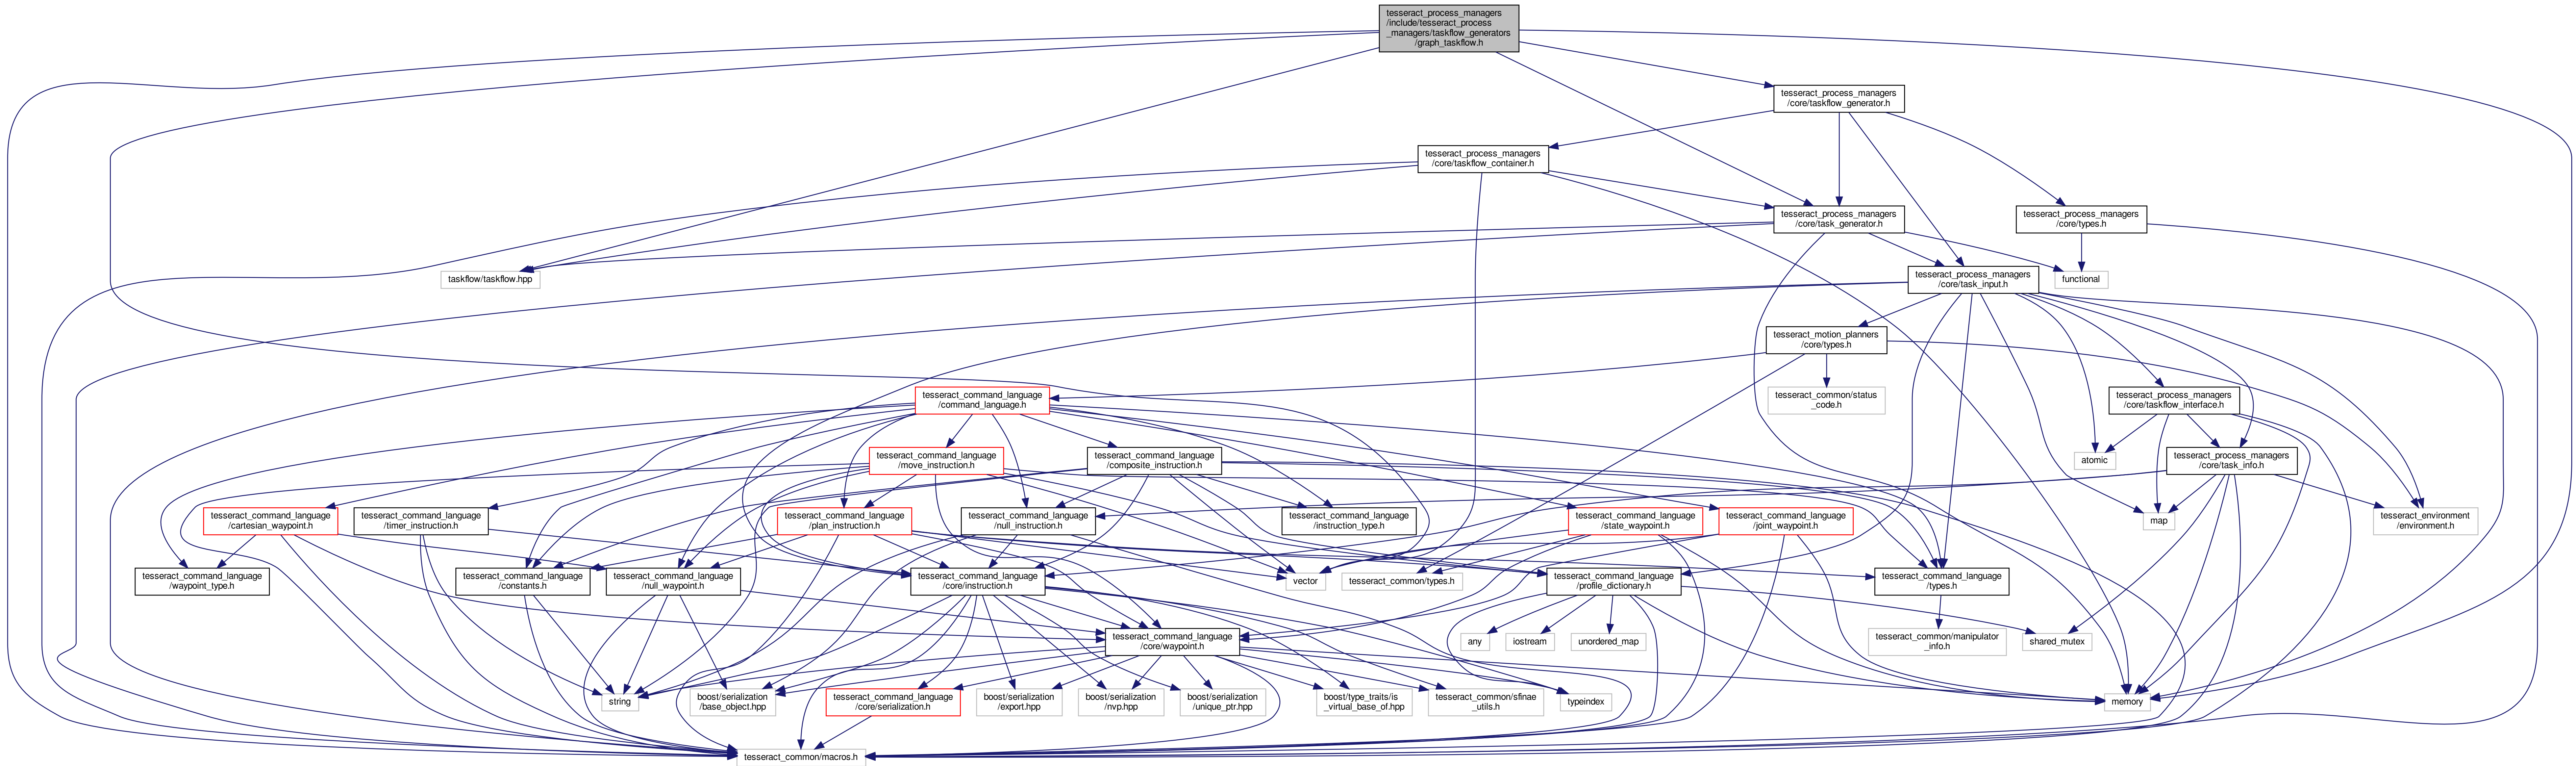 tesseract_process_managers
/include/tesseract_process
_managers/taskflow_generators
/graph_taskflow.h
tesseract_process_managers
/core/taskflow_generator.h
tesseract_process_managers
/core/taskflow_container.h
tesseract_process_managers
/core/task_generator.h
tesseract_process_managers
/core/types.h
taskflow/taskflow.hpp
tesseract_process_managers
/core/task_input.h
functional
tesseract_motion_planners
/core/types.h
tesseract_command_language
/command_language.h
tesseract_common/status
_code.h
tesseract_process_managers
/core/taskflow_interface.h
tesseract_command_language
/move_instruction.h
tesseract_command_language
/composite_instruction.h
atomic
tesseract_process_managers
/core/task_info.h
tesseract_command_language
/cartesian_waypoint.h
tesseract_command_language
/timer_instruction.h
tesseract_command_language
/plan_instruction.h
tesseract_command_language
/null_instruction.h
tesseract_command_language
/instruction_type.h
tesseract_command_language
/state_waypoint.h
tesseract_command_language
/joint_waypoint.h
map
tesseract_environment
/environment.h
tesseract_command_language
/waypoint_type.h
tesseract_command_language
/constants.h
tesseract_command_language
/null_waypoint.h
tesseract_command_language
/core/instruction.h
vector
tesseract_common/types.h
tesseract_command_language
/profile_dictionary.h
tesseract_command_language
/types.h
tesseract_command_language
/core/waypoint.h
any
iostream
unordered_map
tesseract_common/manipulator
_info.h
shared_mutex
string
boost/serialization
/base_object.hpp
tesseract_command_language
/core/serialization.h
boost/serialization
/export.hpp
boost/serialization
/nvp.hpp
boost/serialization
/unique_ptr.hpp
boost/type_traits/is
_virtual_base_of.hpp
tesseract_common/sfinae
_utils.h
typeindex
memory
tesseract_common/macros.h